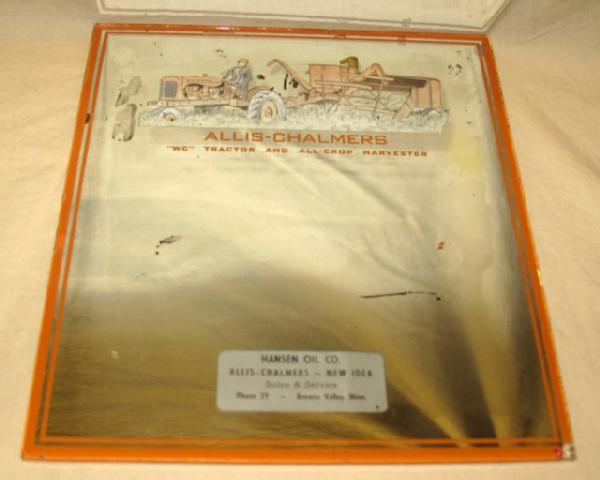 ALLIS-CHALMERS
"WC" TRACTOR AND ALL-CROP HARVESTER
HANSEN OIL CO.
ALLIS-CHALMERS - NEW IDEA
Sales & Service
Phone 29 - Browns Valley, Minn.